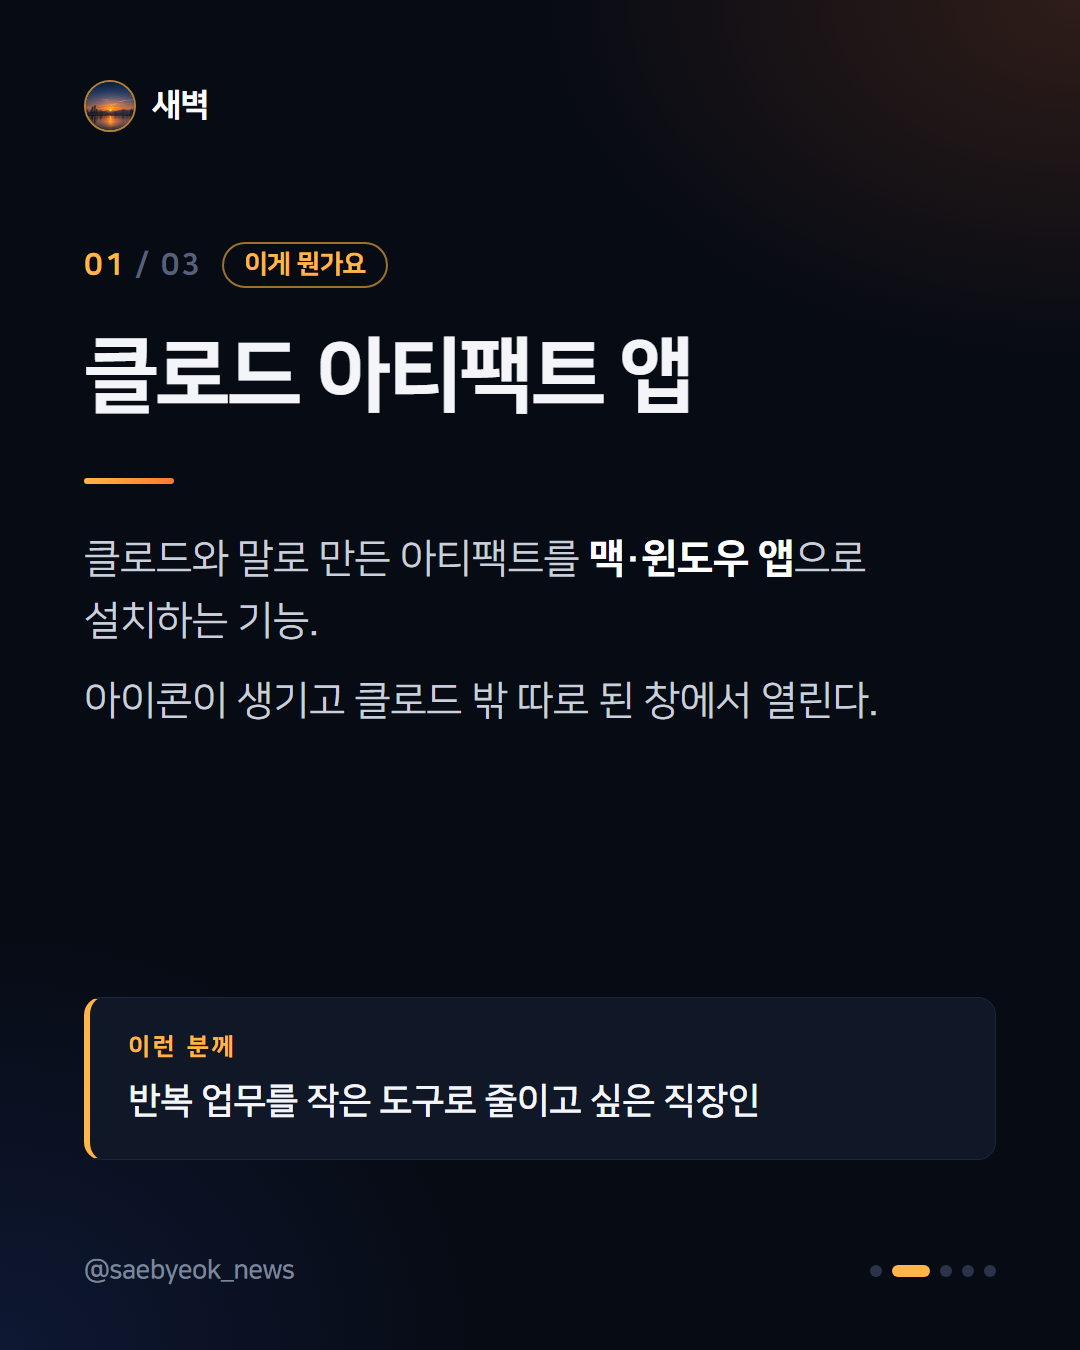 새벽
01 / 03 이게 뭔가요
클로드 아티팩트 앱
클로드와 말로 만든 아티팩트를 맥·윈도우 앱으로
설치하는 기능.
아이콘이 생기고 클로드 밖 따로 된 창에서 열린다.
이런 분께
반복 업무를 작은 도구로 줄이고 싶은 직장인
@saebyeok_news